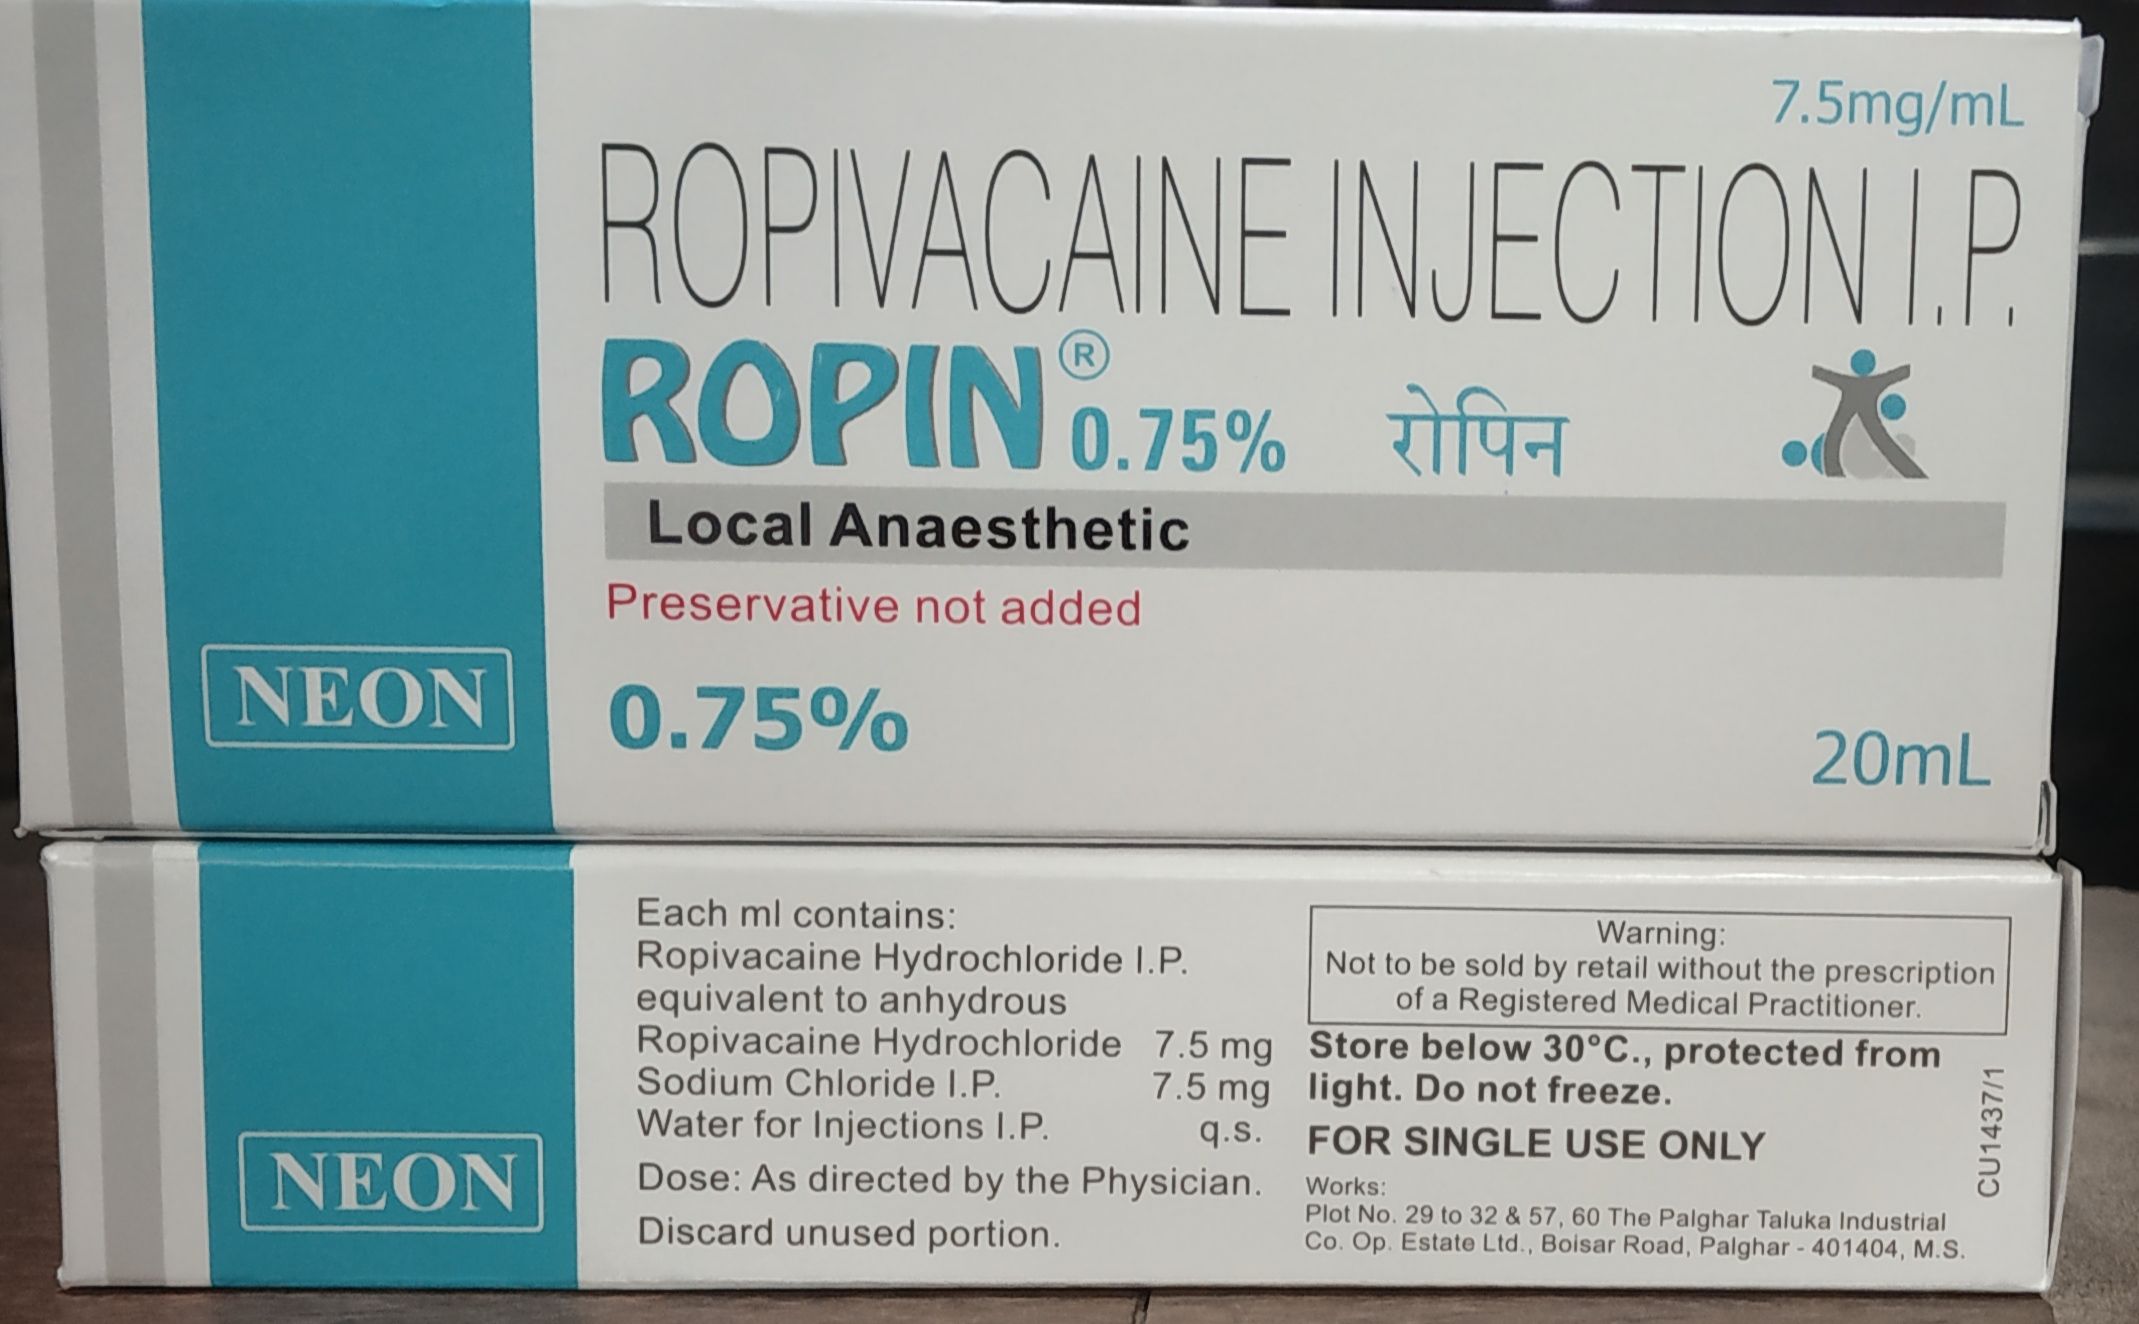 7.5mg/mL
ROPIVACAINE INJECTION I.P.
ROPIN® 0.75% रोपिन
Local Anaesthetic
Preservative not added
NEON
0.75%
20mL
Each ml contains:
Ropivacaine Hydrochloride I.P.
equivalent to anhydrous
Ropivacaine Hydrochloride 7.5 mg
Sodium Chloride I.P. 7.5 mg
Water for Injections I.P. q.s.
Dose: As directed by the Physician.
Discard unused portion.
NEON
Warning:
Not to be sold by retail without the prescription
of a Registered Medical Practitioner.
Store below 30°C., protected from
light. Do not freeze.
FOR SINGLE USE ONLY
Works:
Plot No. 29 to 32 & 57, 60 The Palghar Taluka Industrial
Co. Op. Estate Ltd., Boisar Road, Palghar - 401404, M.S.
CU1437/1